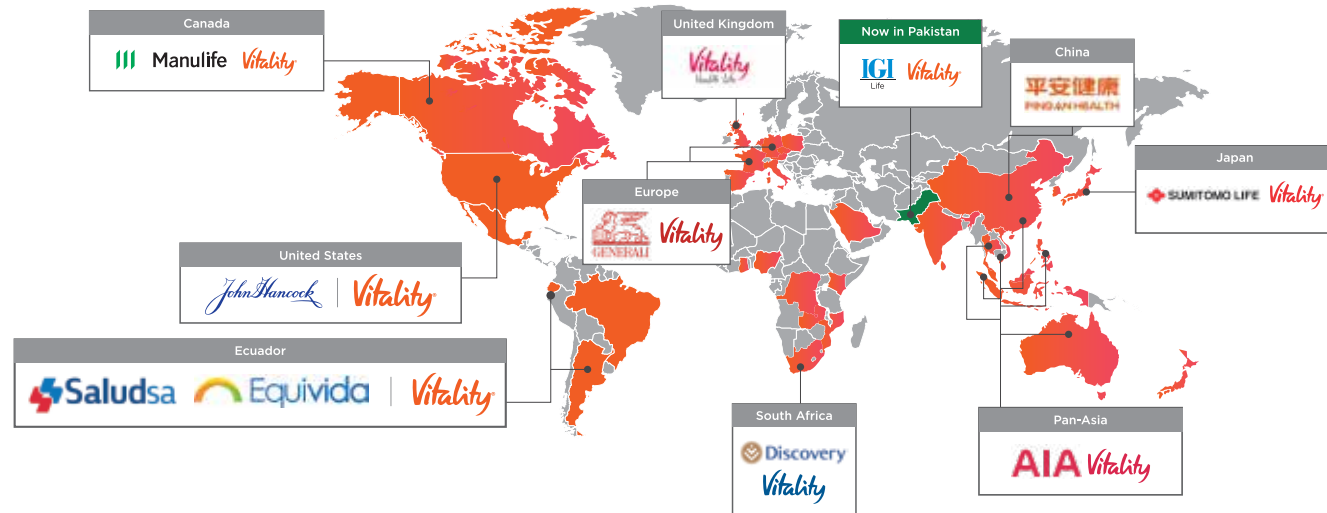 Canada
Manulife Vitality
United Kingdom
Vitality
Health Life
Now in Pakistan
IGI
Life
Vitality
China
平安健康
PING AN HEALTH
Japan
SUMITOMO LIFE Vitality
Europe
GENERALI
Vitality
United States
John Hancock Vitality
Ecuador
Saludsa Equivida Vitality
South Africa
Discovery
Vitality
Pan-Asia
AIA Vitality